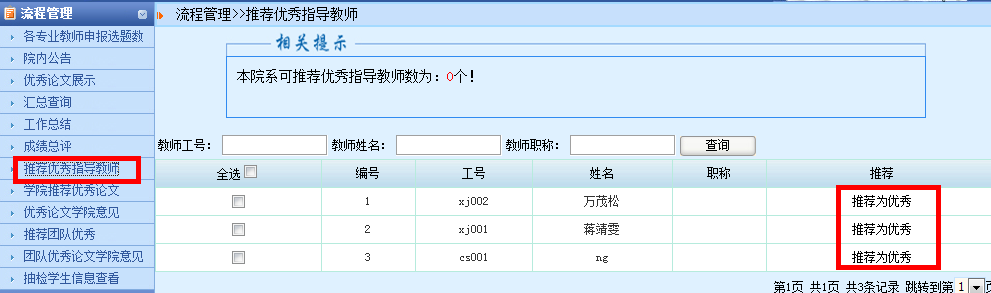 流程管理
各专业教师申报选题数
院内公告
优秀论文展示
汇总查询
工作总结
成绩总评
推荐优秀指导教师
学院推荐优秀论文
优秀论文学院意见
推荐团队优秀
团队优秀论文学院意见
抽检学生信息查看
流程管理>>推荐优秀指导教师
相关提示
本院系可推荐优秀指导教师数为：0个！
教师工号： 教师姓名： 教师职称： 查询
全选 编号 工号 姓名 职称 推荐
1 xj002 万茂松 推荐为优秀
2 xj001 蒋靖雯 推荐为优秀
3 cs001 ng 推荐为优秀
第1页 共1页 共3条记录 跳转到第 1 页